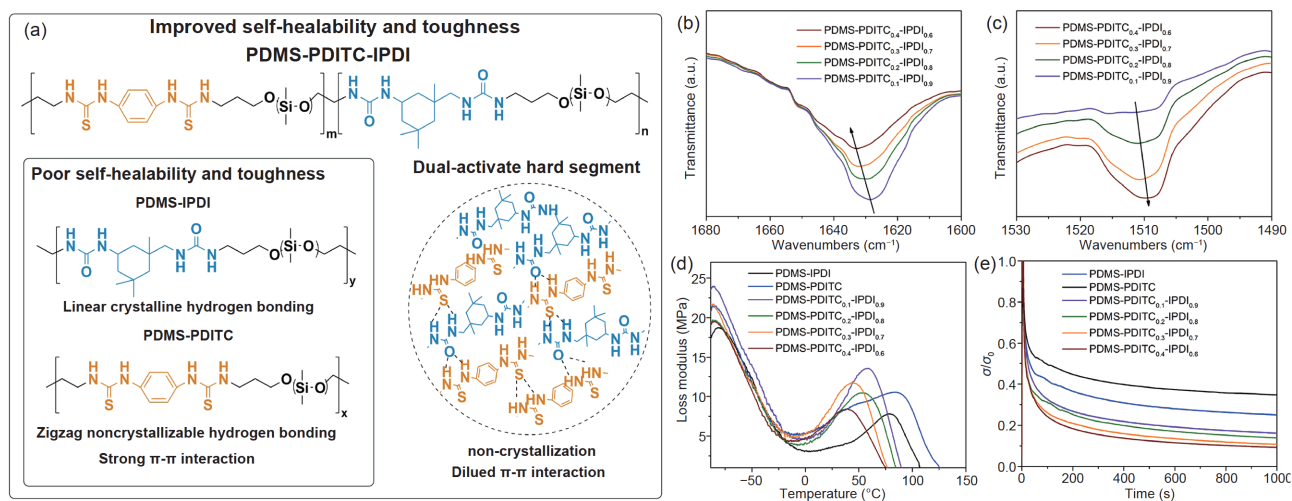 (a)
Improved self-healability and toughness
PDMS-PDITC-IPDI
H
N
H
N
S
H
N
H
N
S
O
(Si-O)
m
H
N
H
N
O
H
N
H
N
O
O
(Si-O)
n
Poor self-healability and toughness
PDMS-IPDI
H
N
H
N
O
O
N
H
N
H
O
(Si-O)
y
Linear crystalline hydrogen bonding
PDMS-PDITC
H
N
H
N
S
H
N
H
N
S
O
(Si-O)
x
Zigzag noncrystallizable hydrogen bonding
Strong π-π interaction
Dual-activate hard segment
non-crystallization
Dilued π-π interaction
(b)
Transmittance (a.u.)
PDMS-PDITC0.4-IPDI0.6
PDMS-PDITC0.3-IPDI0.7
PDMS-PDITC0.2-IPDI0.8
PDMS-PDITC0.1-IPDI0.9
1680 1660 1640 1620 1600
Wavenumbers (cm⁻¹)
(c)
Transmittance (a.u.)
PDMS-PDITC0.4-IPDI0.6
PDMS-PDITC0.3-IPDI0.7
PDMS-PDITC0.2-IPDI0.8
PDMS-PDITC0.1-IPDI0.9
1530 1520 1510 1500 1490
Wavenumbers (cm⁻¹)
(d)
Loss modulus (MPa)
25
20
15
10
5
PDMS-IPDI
PDMS-PDITC
PDMS-PDITC0.1-IPDI0.9
PDMS-PDITC0.2-IPDI0.8
PDMS-PDITC0.3-IPDI0.7
PDMS-PDITC0.4-IPDI0.6
-50 0 50 100 150
Temperature (°C)
(e)
σ/σ0
1.0
0.8
0.6
0.4
0.2
0.0
PDMS-IPDI
PDMS-PDITC
PDMS-PDITC0.1-IPDI0.9
PDMS-PDITC0.2-IPDI0.8
PDMS-PDITC0.3-IPDI0.7
PDMS-PDITC0.4-IPDI0.6
0 200 400 600 800 1000
Time (s)